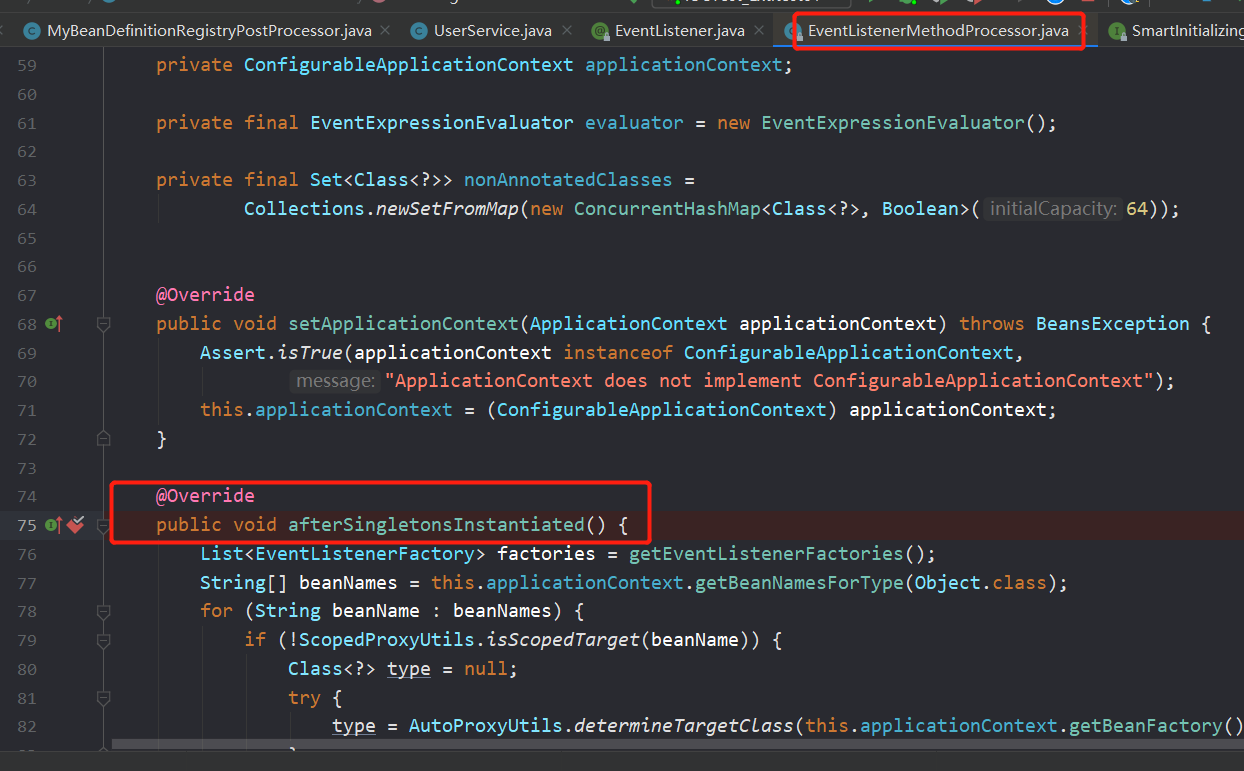 MyBeanDefinitionRegistryPostProcessor.java UserService.java EventListener.java EventListenerMethodProcessor.java SmartInitializing
59 private ConfigurableApplicationContext applicationContext;
60
61 private final EventExpressionEvaluator evaluator = new EventExpressionEvaluator();
62
63 private final Set<Class<?>> nonAnnotatedClasses =
64 Collections.newSetFromMap(new ConcurrentHashMap<Class<?>, Boolean>( initialCapacity: 64));
65
66
67 @Override
68 public void setApplicationContext(ApplicationContext applicationContext) throws BeansException {
69 Assert.isTrue(applicationContext instanceof ConfigurableApplicationContext,
70 message: "ApplicationContext does not implement ConfigurableApplicationContext");
71 this.applicationContext = (ConfigurableApplicationContext) applicationContext;
72 }
73
74 @Override
75 public void afterSingletonsInstantiated() {
76 List<EventListenerFactory> factories = getEventListenerFactories();
77 String[] beanNames = this.applicationContext.getBeanNamesForType(Object.class);
78 for (String beanName : beanNames) {
79 if (!ScopedProxyUtils.isScopedTarget(beanName)) {
80 Class<?> type = null;
81 try {
82 type = AutoProxyUtils.determineTargetClass(this.applicationContext.getBeanFactory()